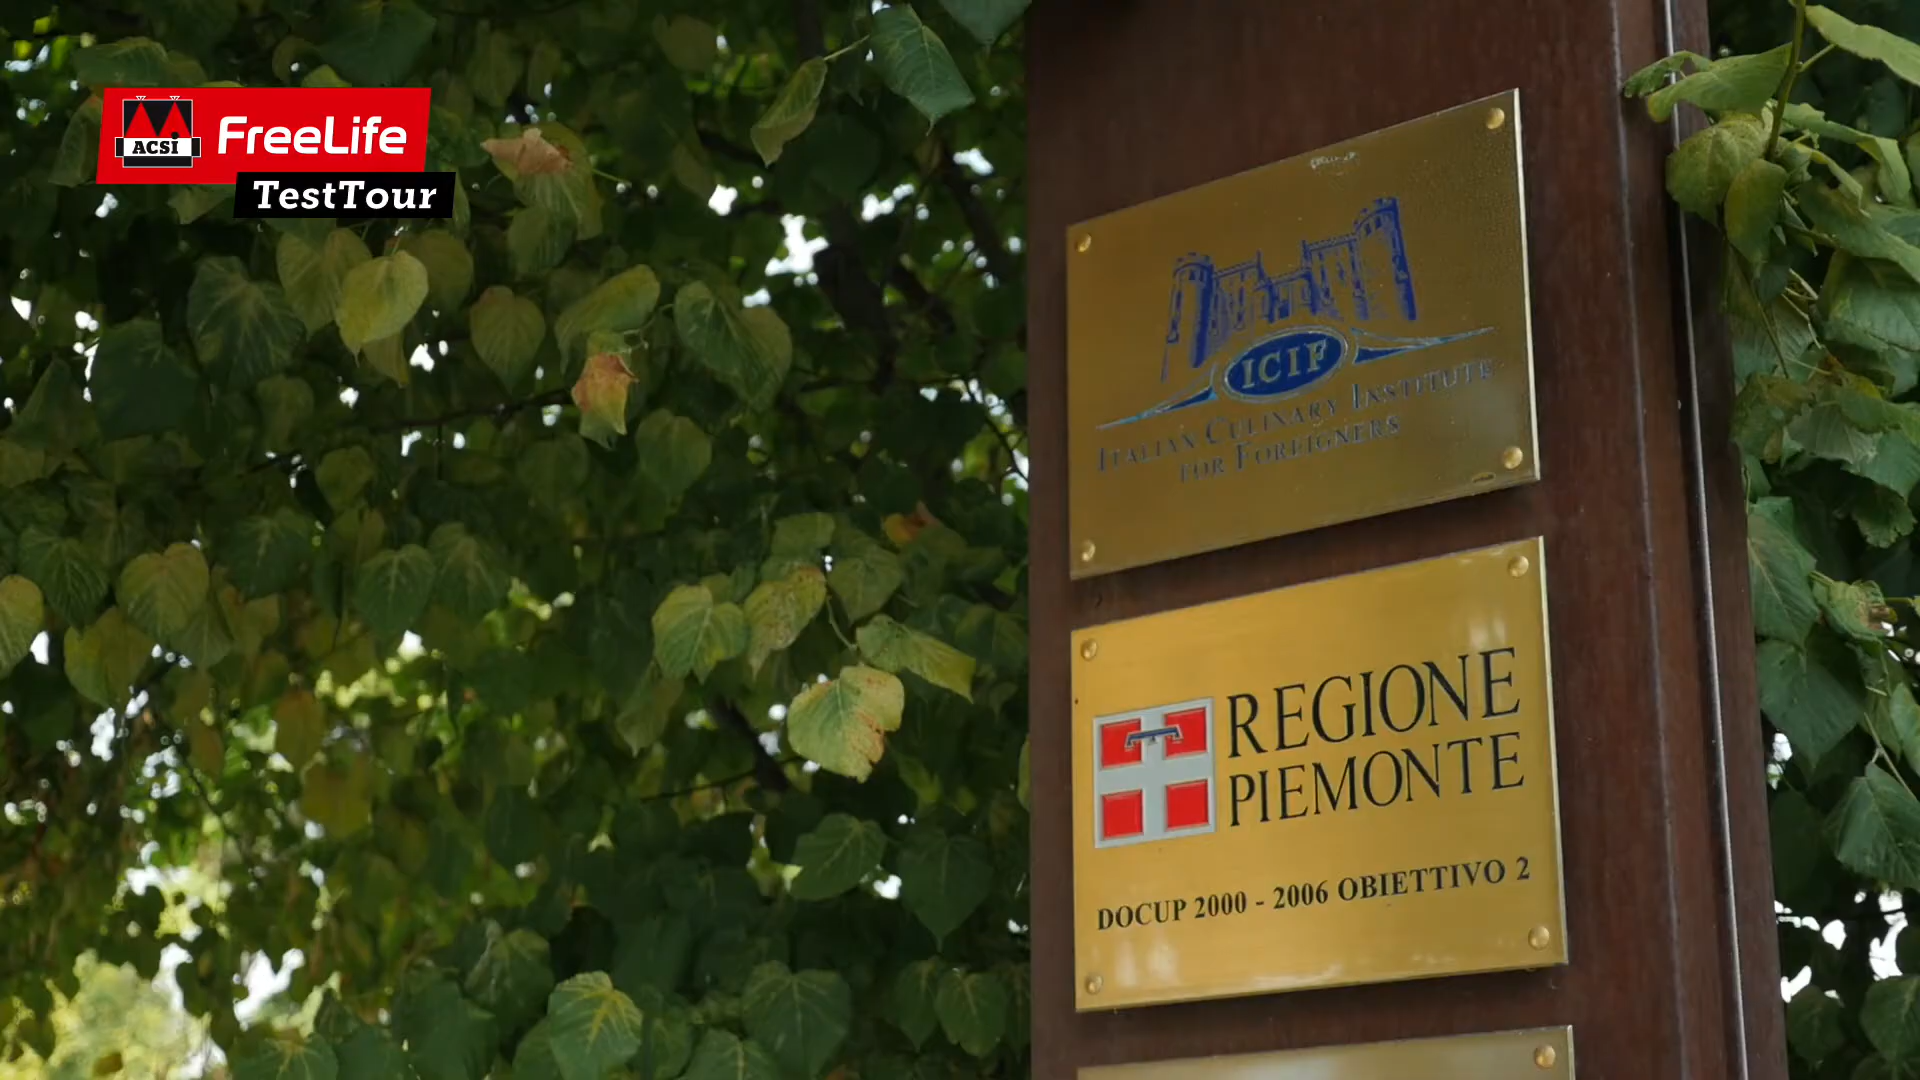 ACSI
FreeLife
TestTour
ICIF
ITALIAN CULINARY INSTITUTE
FOR FOREIGNERS
REGIONE
PIEMONTE
DOCUP 2000 - 2006 OBIETTIVO 2